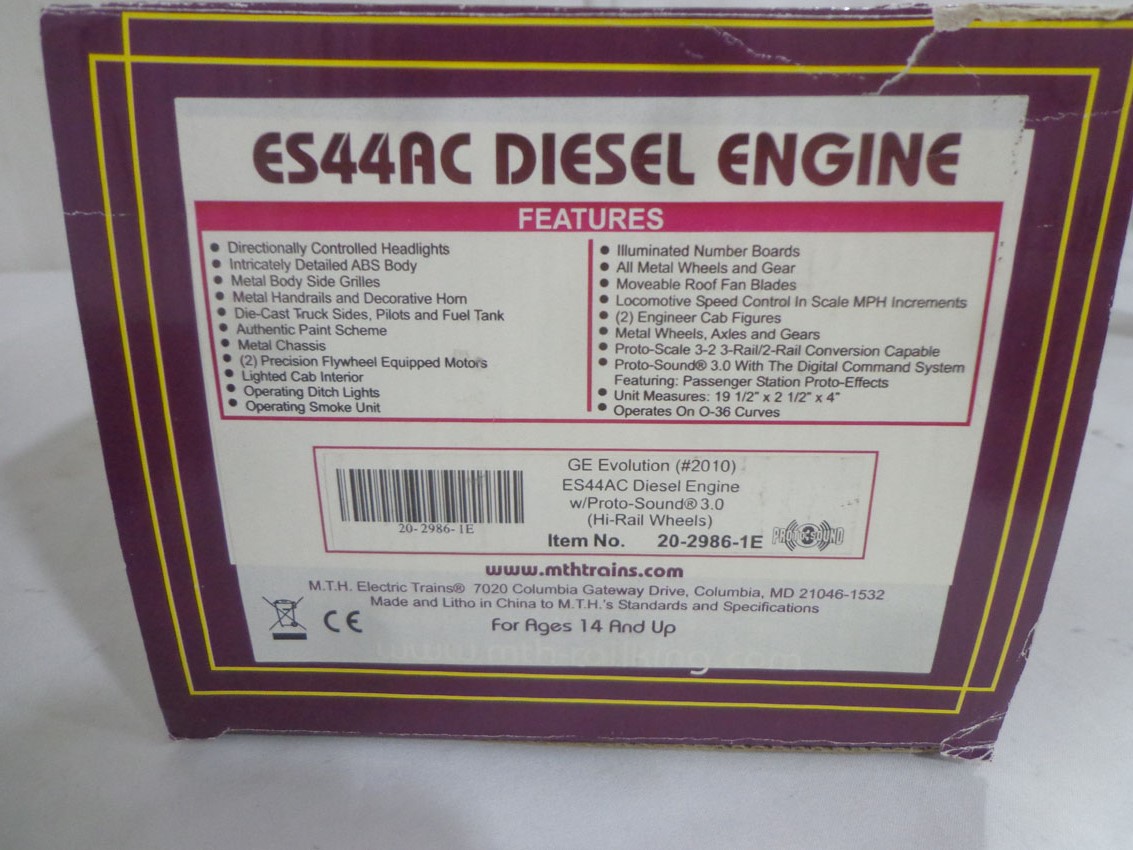 ES44AC DIESEL ENGINE
FEATURES
• Directionally Controlled Headlights
• Intricately Detailed ABS Body
• Metal Body Side Grilles
• Metal Handrails and Decorative Horn
• Die-Cast Truck Sides, Pilots and Fuel Tank
• Authentic Paint Scheme
• Metal Chassis
• (2) Precision Flywheel Equipped Motors
• Lighted Cab Interior
• Operating Ditch Lights
• Operating Smoke Unit
• Illuminated Number Boards
• All Metal Wheels and Gear
• Moveable Roof Fan Blades
• Locomotive Speed Control In Scale MPH Increments
• (2) Engineer Cab Figures
• Metal Wheels, Axles and Gears
• Proto-Scale 3-2 3-Rail/2-Rail Conversion Capable
• Proto-Sound® 3.0 With The Digital Command System
Featuring: Passenger Station Proto-Effects
• Unit Measures: 19 1/2" x 2 1/2" x 4"
• Operates On O-36 Curves
20-2986-1E
GE Evolution (#2010)
ES44AC Diesel Engine
w/Proto-Sound® 3.0
(Hi-Rail Wheels)
Item No. 20-2986-1E
PROTO SOUND
www.mthtrains.com
M.T.H. Electric Trains® 7020 Columbia Gateway Drive, Columbia, MD 21046-1532
Made and Litho in China to M.T.H.'s Standards and Specifications
CE
For Ages 14 And Up
www.mth-railking.com